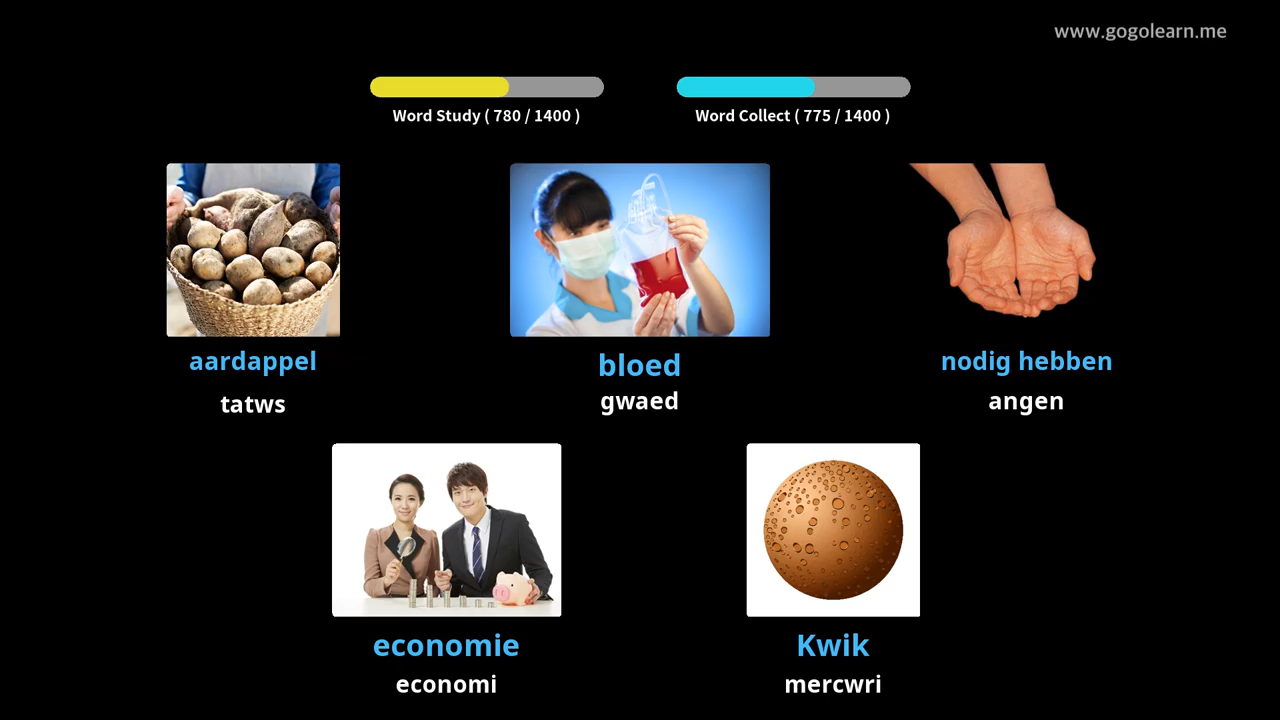 www.gogolearn.me
Word Study ( 780 / 1400 )
Word Collect ( 775 / 1400 )
aardappel
tatws
bloed
gwaed
nodig hebben
angen
economie
economi
Kwik
mercwri